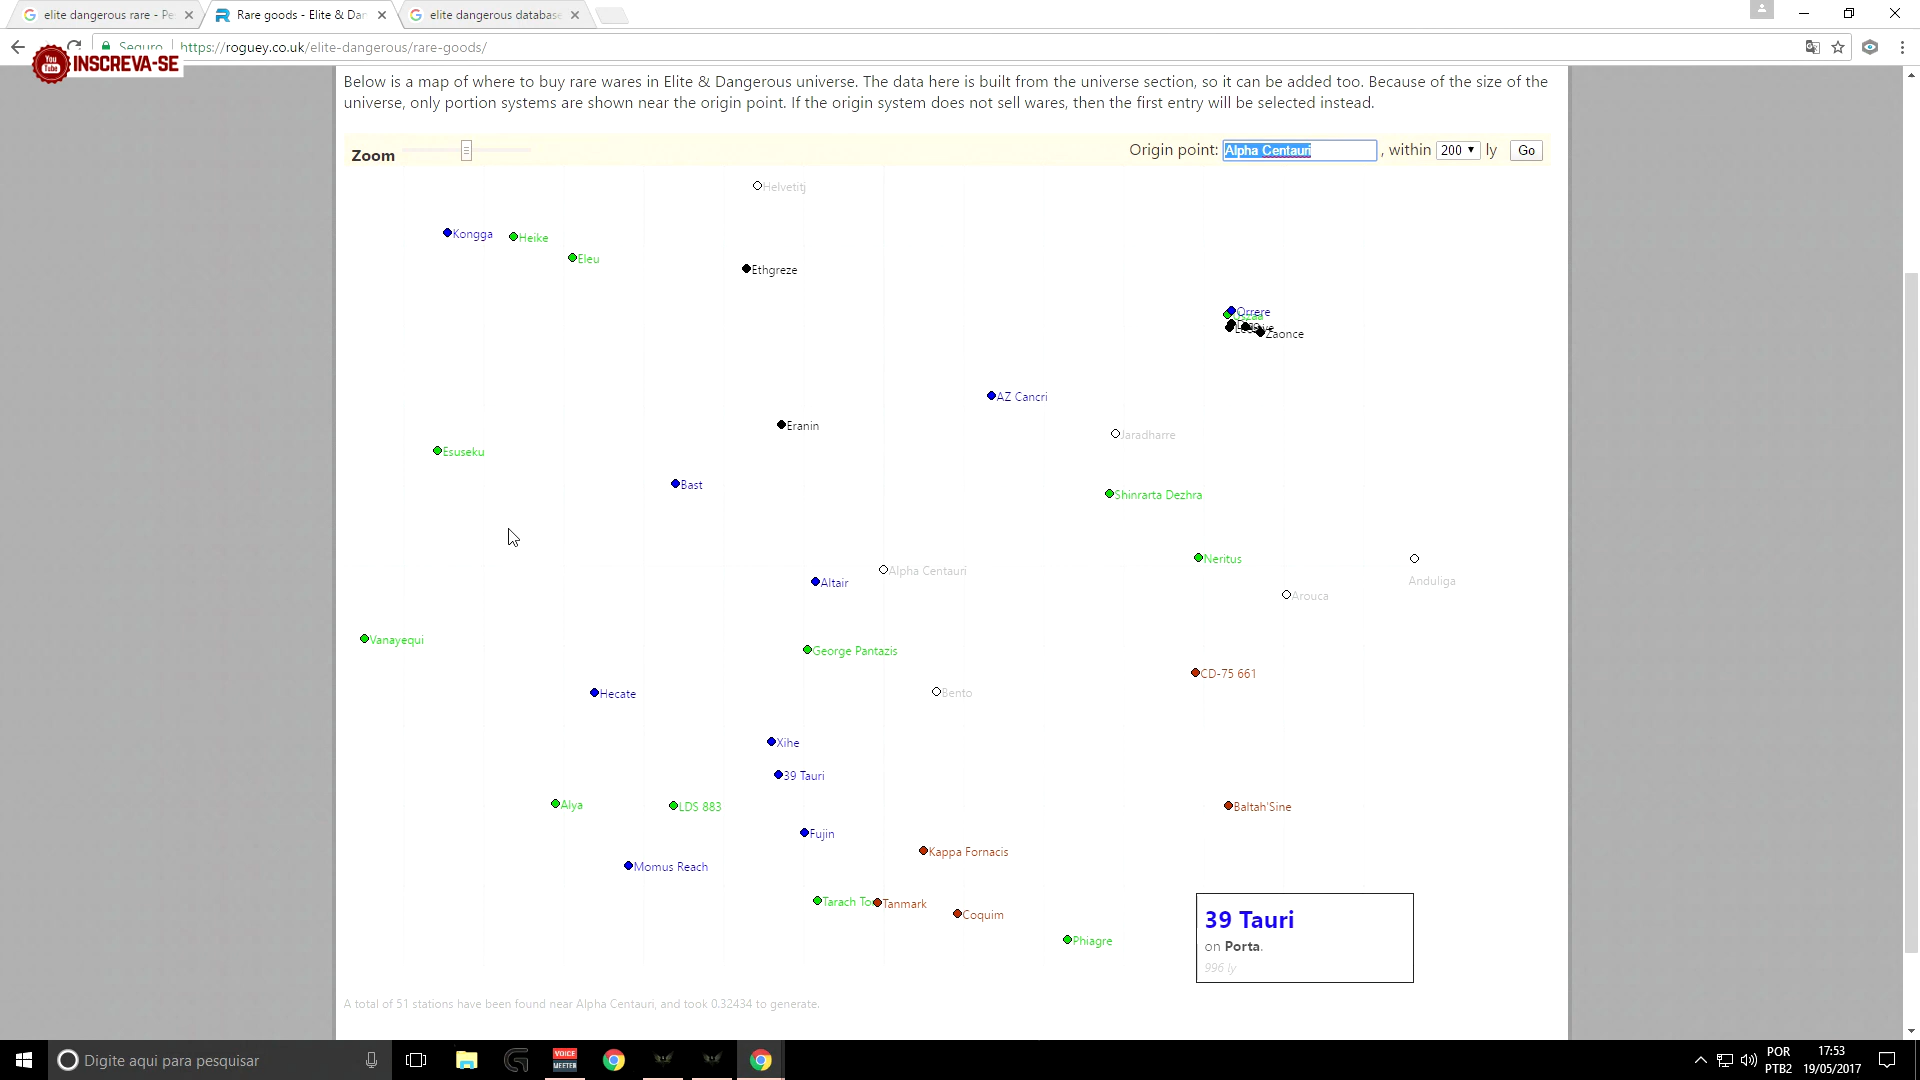 elite dangerous rare - Pe
Rare goods - Elite & Dan
elite dangerous database
Seguro
https://roguey.co.uk/elite-dangerous/rare-goods/
You
Tube
INSCREVA-SE
Below is a map of where to buy rare wares in Elite & Dangerous universe. The data here is built from the universe section, so it can be added too. Because of the size of the
universe, only portion systems are shown near the origin point. If the origin system does not sell wares, then the first entry will be selected instead.
Zoom
Origin point: Alpha Centauri , within 200 ly Go
Helvetitj
Kongga
Heike
Eleu
Ethgreze
Orrere
Zaonce
AZ Cancri
Eranin
Jaradharre
Esuseku
Bast
Shinrarta Dezhra
Neritus
Alpha Centauri
Altair
Anduliga
Arouca
Vanayequi
George Pantazis
CD-75 661
Hecate
Bento
Xihe
39 Tauri
Alya
LDS 883
Baltah'Sine
Fujin
Kappa Fornacis
Momus Reach
Tarach To
Tanmark
Coquim
Phiagre
39 Tauri
on Porta.
996 ly
A total of 51 stations have been found near Alpha Centauri, and took 0.32434 to generate.
Digite aqui para pesquisar
VOICE
MEETER
POR
PTB2
17:53
19/05/2017